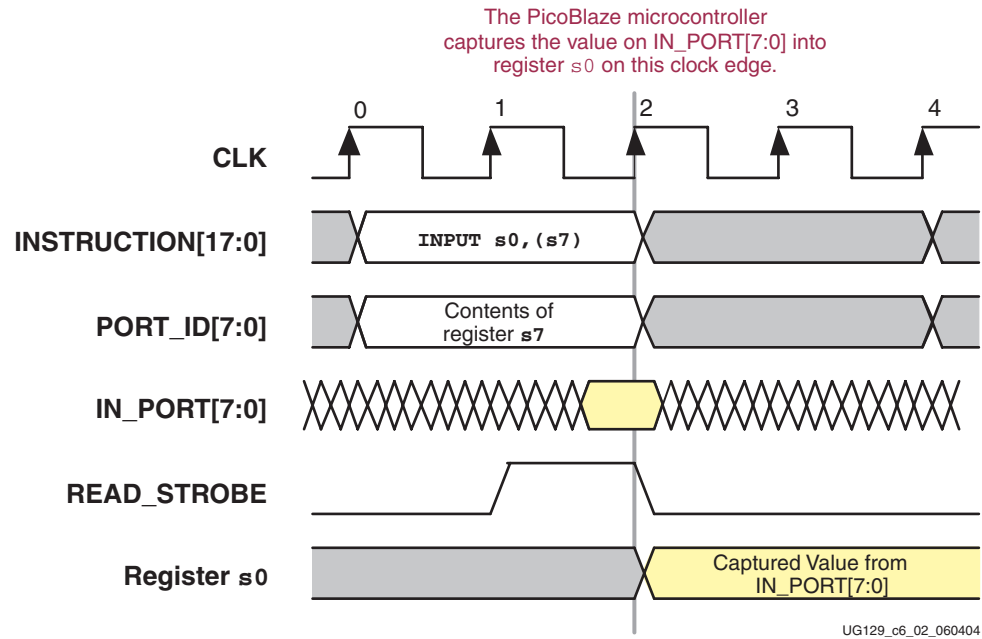 The PicoBlaze microcontroller
captures the value on IN_PORT[7:0] into
register s0 on this clock edge.
0 1 2 3 4
CLK
INSTRUCTION[17:0] INPUT s0,(s7)
PORT_ID[7:0] Contents of
register s7
IN_PORT[7:0]
READ_STROBE
Register s0 Captured Value from
IN_PORT[7:0]
UG129_c6_02_060404